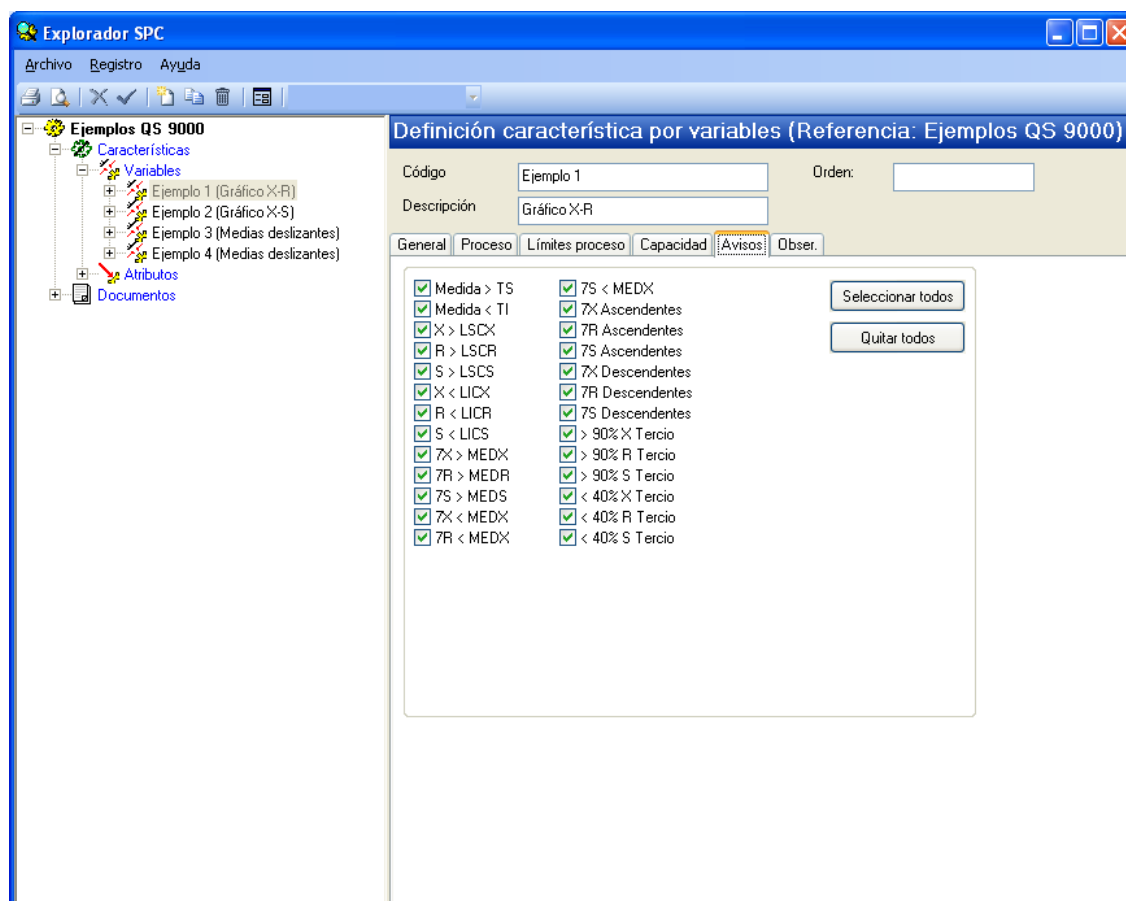 Explorador SPC
Archivo Registro Ayuda
Ejemplos QS 9000
Características
Variables
Ejemplo 1 (Gráfico X-R)
Ejemplo 2 (Gráfico X-S)
Ejemplo 3 (Medias deslizantes)
Ejemplo 4 (Medias deslizantes)
Atributos
Documentos
Definición característica por variables (Referencia: Ejemplos QS 9000)
Código Ejemplo 1 Orden:
Descripción Gráfico X-R
General Proceso Límites proceso Capacidad Avisos Obser.
Medida > TS
Medida < TI
X > LSCX
R > LSCR
S > LSCS
X < LICX
R < LICR
S < LICS
7X > MEDX
7R > MEDR
7S > MEDS
7X < MEDX
7R < MEDX
7S < MEDX
7X Ascendentes
7R Ascendentes
7S Ascendentes
7X Descendentes
7R Descendentes
7S Descendentes
> 90% X Tercio
> 90% R Tercio
> 90% S Tercio
< 40% X Tercio
< 40% R Tercio
< 40% S Tercio
Seleccionar todos
Quitar todos